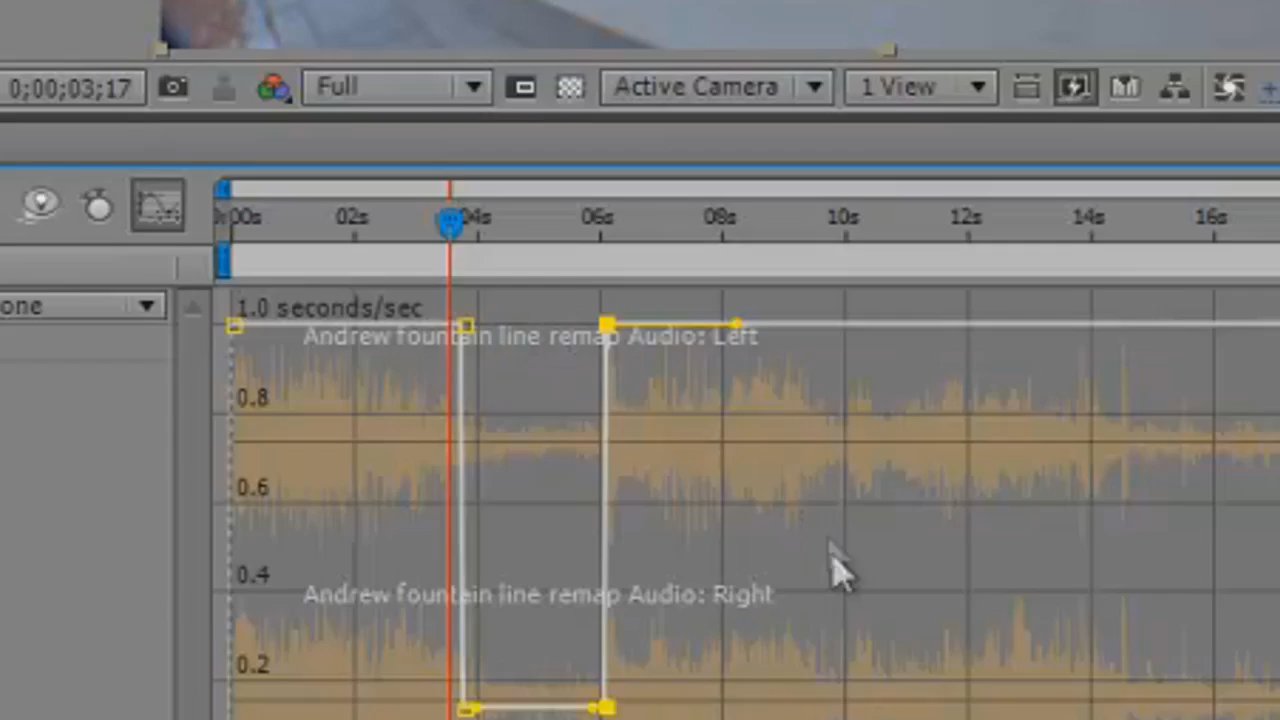 0;00;03;17 Full Active Camera 1 View
00s 02s 04s 06s 08s 10s 12s 14s 16s
one 1.0 seconds/sec
Andrew fountain line remap Audio: Left
0.8
0.6
0.4
Andrew fountain line remap Audio: Right
0.2